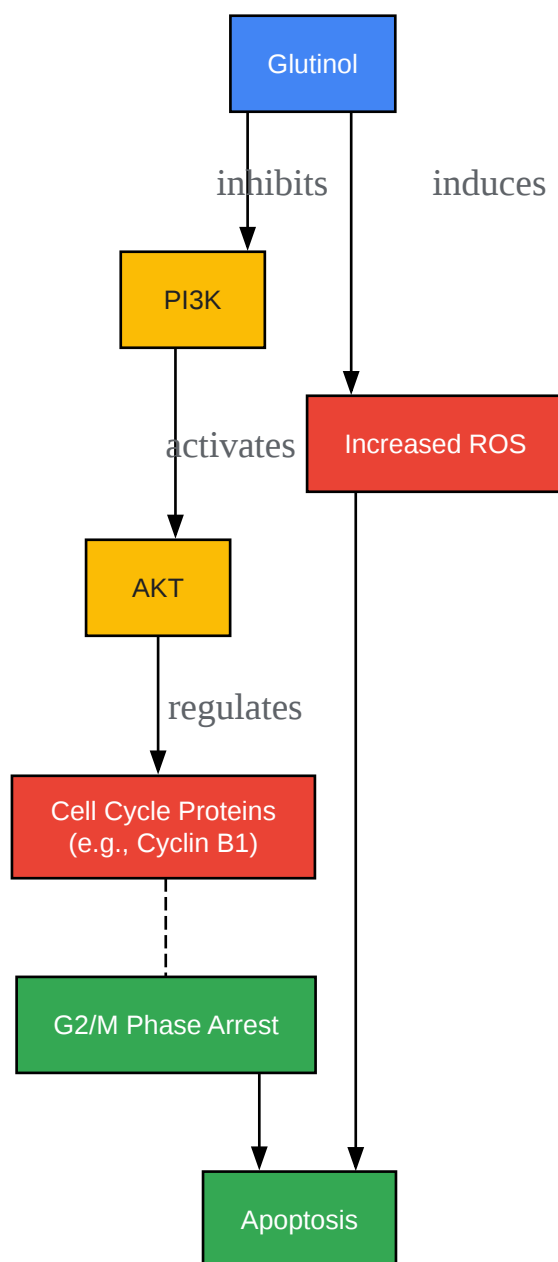 Glutinol
inhibits
induces
PI3K
activates
Increased ROS
AKT
regulates
Cell Cycle Proteins
(e.g., Cyclin B1)
G2/M Phase Arrest
Apoptosis